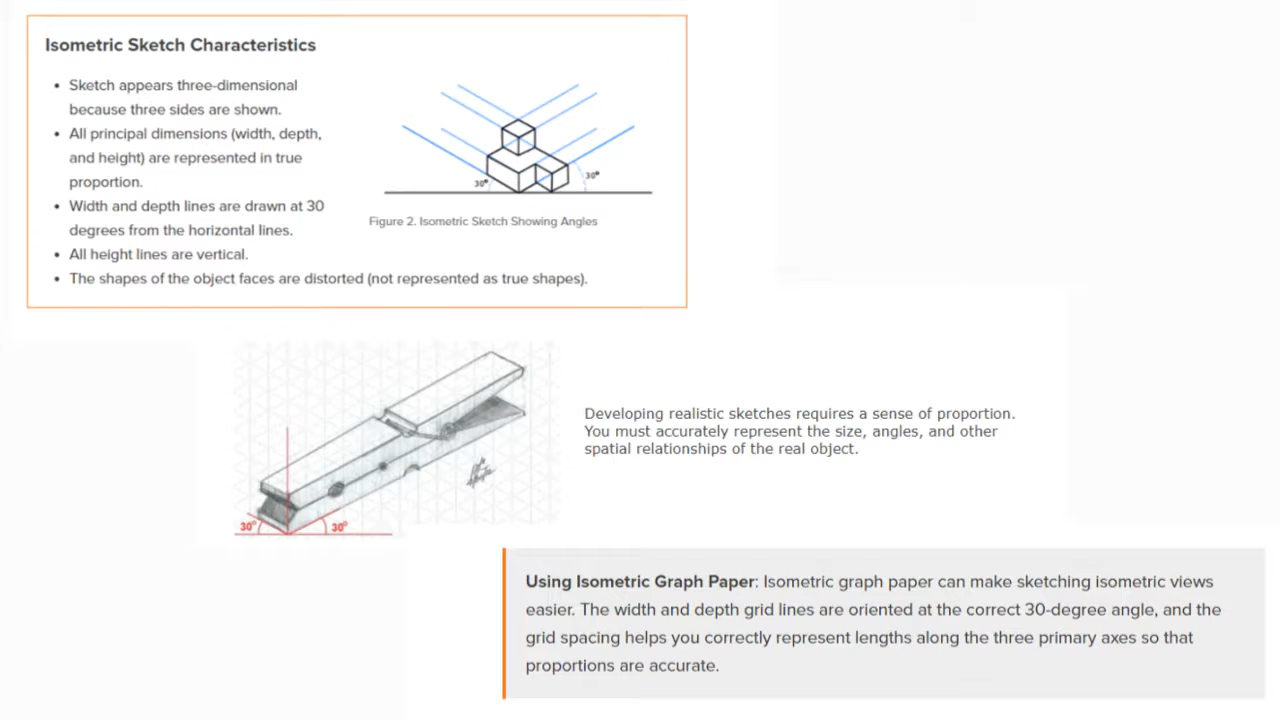 Isometric Sketch Characteristics
• Sketch appears three-dimensional
because three sides are shown.
• All principal dimensions (width, depth,
and height) are represented in true
proportion.
• Width and depth lines are drawn at 30
degrees from the horizontal lines.
• All height lines are vertical.
• The shapes of the object faces are distorted (not represented as true shapes).
30°
30°
Figure 2. Isometric Sketch Showing Angles
30°
30°
Developing realistic sketches requires a sense of proportion.
You must accurately represent the size, angles, and other
spatial relationships of the real object.
Using Isometric Graph Paper: Isometric graph paper can make sketching isometric views
easier. The width and depth grid lines are oriented at the correct 30-degree angle, and the
grid spacing helps you correctly represent lengths along the three primary axes so that
proportions are accurate.